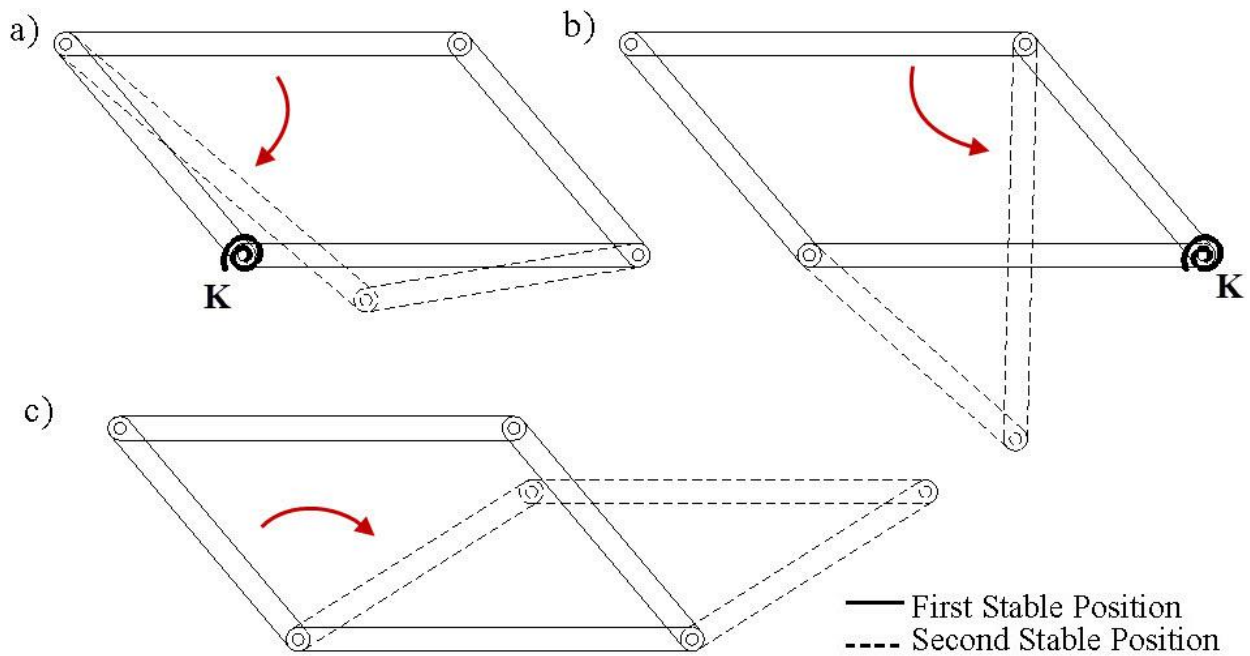 a)
b)
K
K
c)
First Stable Position
Second Stable Position